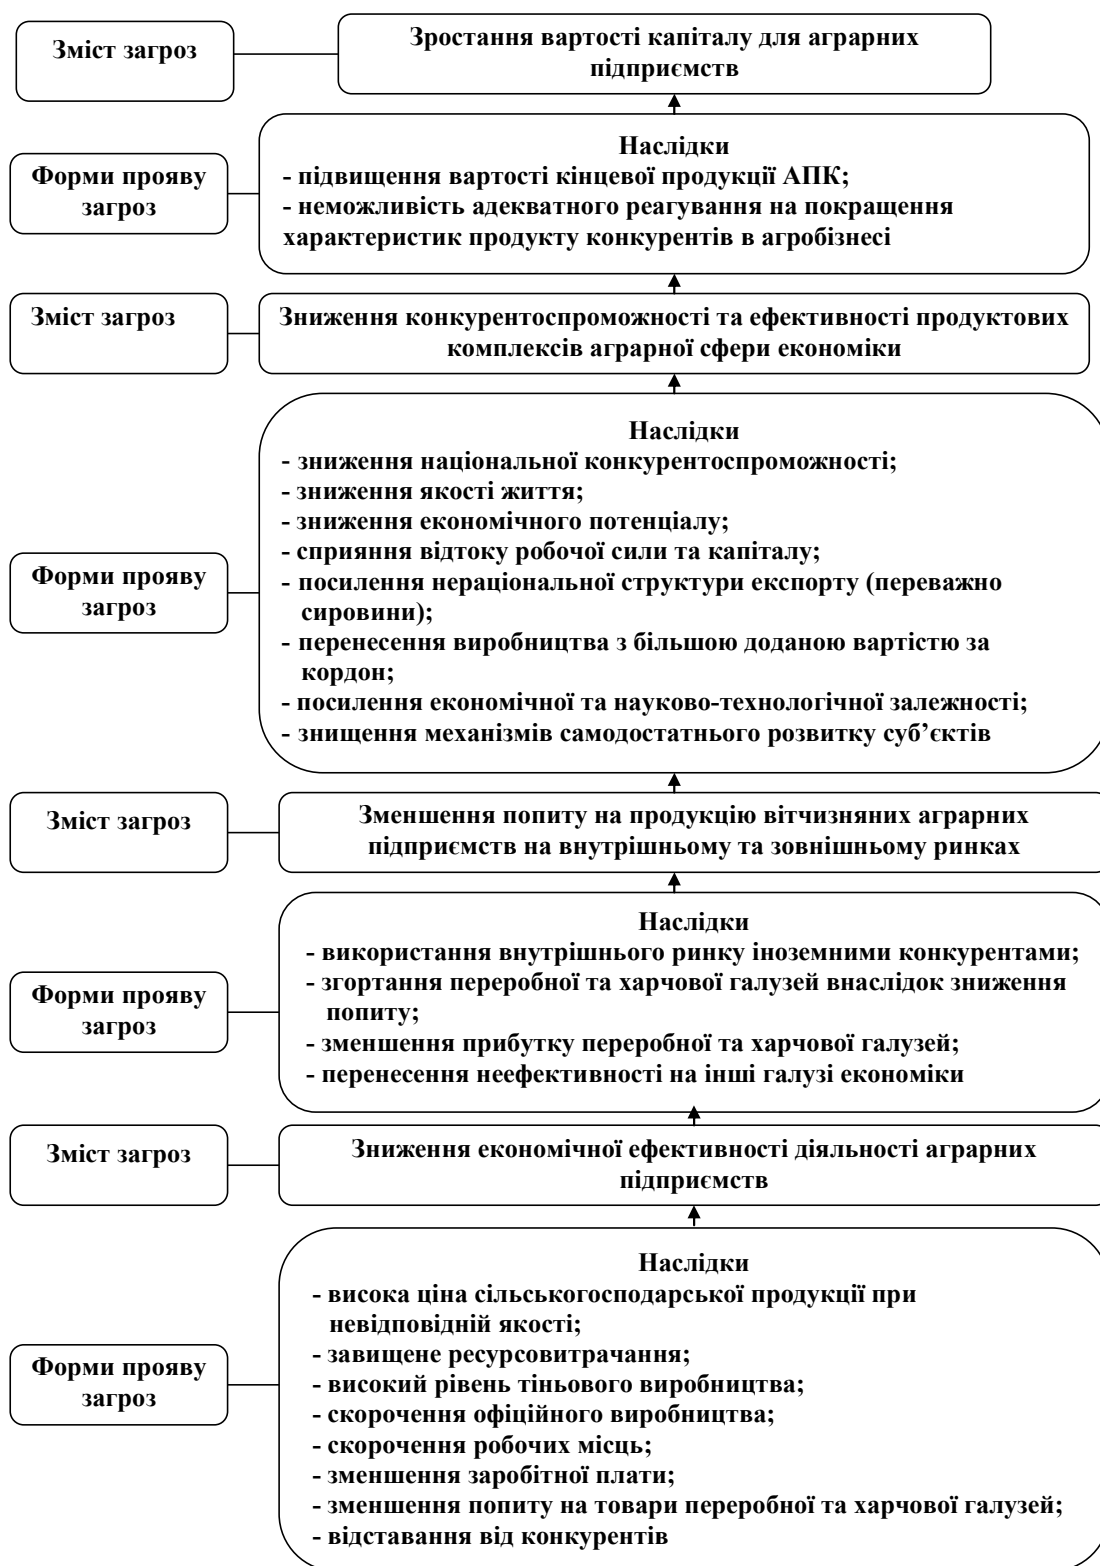 Зміст загроз
Зростання вартості капіталу для аграрних
підприємств
Форми прояву
загроз
Наслідки
- підвищення вартості кінцевої продукції АПК;
- неможливість адекватного реагування на покращення
характеристик продукту конкурентів в агробізнесі
Зміст загроз
Зниження конкурентоспроможності та ефективності продуктових
комплексів аграрної сфери економіки
Форми прояву
загроз
Наслідки
- зниження національної конкурентоспроможності;
- зниження якості життя;
- зниження економічного потенціалу;
- сприяння відтоку робочої сили та капіталу;
- посилення нераціональної структури експорту (переважно
сировини);
- перенесення виробництва з більшою доданою вартістю за
кордон;
- посилення економічної та науково-технологічної залежності;
- знищення механізмів самодостатнього розвитку суб’єктів
Зміст загроз
Зменшення попиту на продукцію вітчизняних аграрних
підприємств на внутрішньому та зовнішньому ринках
Форми прояву
загроз
Наслідки
- використання внутрішнього ринку іноземними конкурентами;
- згортання переробної та харчової галузей внаслідок зниження
попиту;
- зменшення прибутку переробної та харчової галузей;
- перенесення неефективності на інші галузі економіки
Зміст загроз
Зниження економічної ефективності діяльності аграрних
підприємств
Форми прояву
загроз
Наслідки
- висока ціна сільськогосподарської продукції при
невідповідній якості;
- завищене ресурсовитрачання;
- високий рівень тіньового виробництва;
- скорочення офіційного виробництва;
- скорочення робочих місць;
- зменшення заробітної плати;
- зменшення попиту на товари переробної та харчової галузей;
- відставання від конкурентів